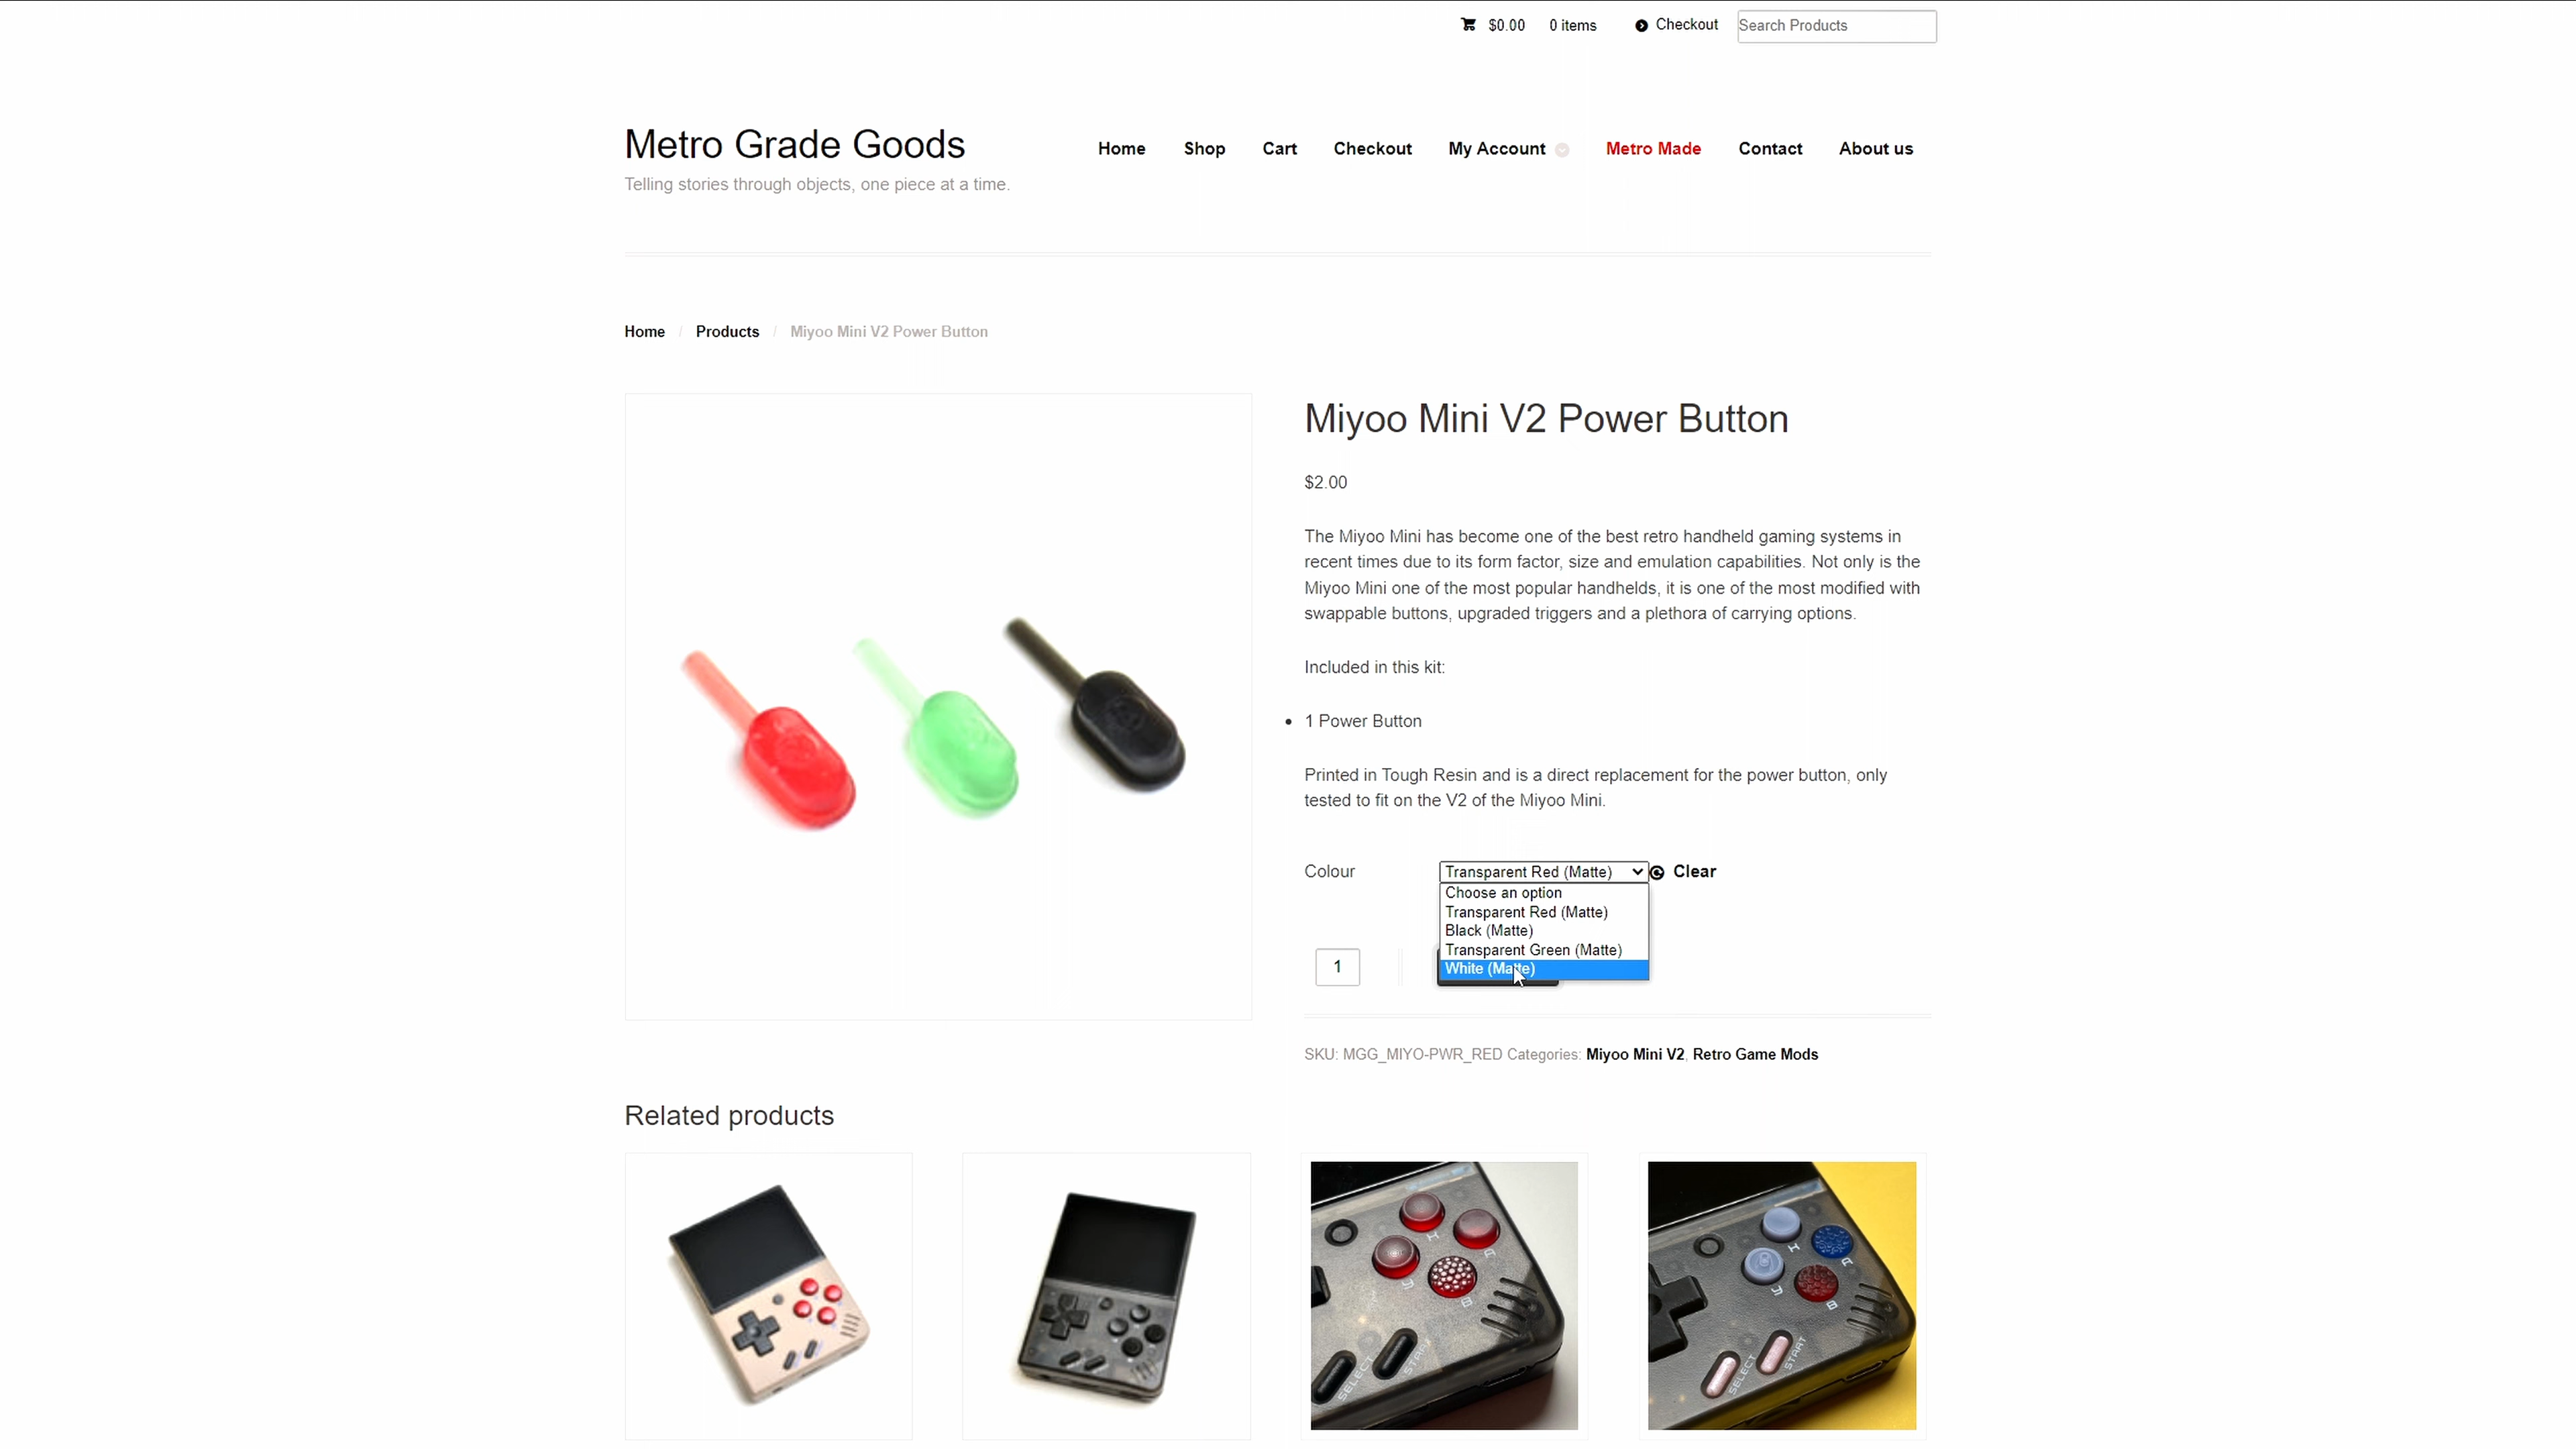 $0.00 0 items Checkout Search Products
Metro Grade Goods
Telling stories through objects, one piece at a time.
Home Shop Cart Checkout My Account Metro Made Contact About us
Home / Products / Miyoo Mini V2 Power Button
Miyoo Mini V2 Power Button
$2.00
The Miyoo Mini has become one of the best retro handheld gaming systems in
recent times due to its form factor, size and emulation capabilities. Not only is the
Miyoo Mini one of the most popular handhelds, it is one of the most modified with
swappable buttons, upgraded triggers and a plethora of carrying options.
Included in this kit:
• 1 Power Button
Printed in Tough Resin and is a direct replacement for the power button, only
tested to fit on the V2 of the Miyoo Mini.
Colour Transparent Red (Matte) Clear
Choose an option
Transparent Red (Matte)
Black (Matte)
Transparent Green (Matte)
White (Matte)
1
SKU: MGG_MIYO-PWR_RED Categories: Miyoo Mini V2, Retro Game Mods
Related products
X
A
Y
B
SELECT
START
X
A
Y
B
SELECT
START